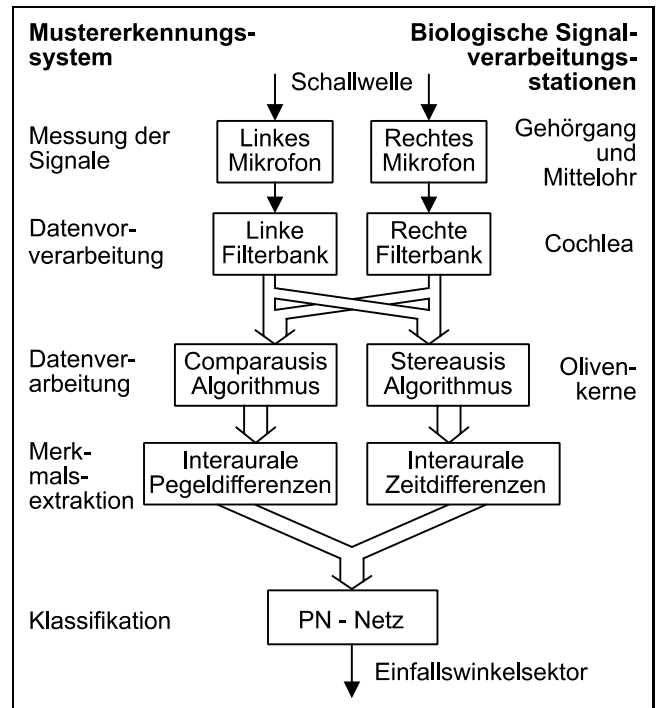 Mustererkennungs-
system
Biologische Signal-
verarbeitungs-
stationen
Schallwelle
Messung der
Signale
Linkes
Mikrofon
Rechtes
Mikrofon
Gehörgang
und
Mittelohr
Datenvor-
verarbeitung
Linke
Filterbank
Rechte
Filterbank
Cochlea
Datenver-
arbeitung
Comparausis
Algorithmus
Stereausis
Algorithmus
Oliven-
kerne
Merk-
mals-
extraktion
Interaurale
Pegeldifferenzen
Interaurale
Zeitdifferenzen
Klassifikation
PN - Netz
Einfallswinkelsektor